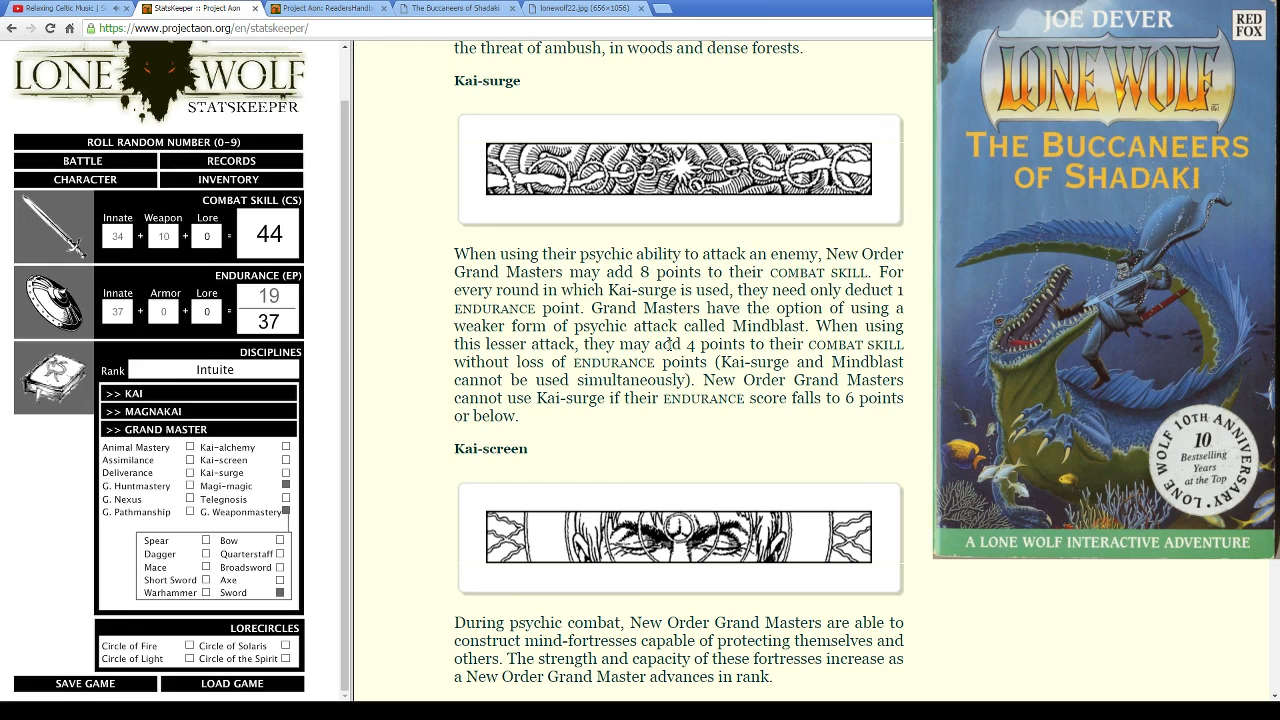 Relaxing Celtic Music | S
StatsKeeper :: Project Aon
Project Aon: ReadersHandb
The Buccaneers of Shadaki
lonewolf22.jpg (656×1056)
https://www.projectaon.org/en/statskeeper/
LONE WOLF
STATSKEEPER
ROLL RANDOM NUMBER (0-9)
BATTLE RECORDS
CHARACTER INVENTORY
COMBAT SKILL (CS)
Innate Weapon Lore
34 + 10 + 0 = 44
ENDURANCE (EP)
Innate Armor Lore 19
37 + 0 + 0 = 37
DISCIPLINES
Rank Intuite
>> KAI
>> MAGNAKAI
>> GRAND MASTER
Animal Mastery Kai-alchemy
Assimilance Kai-screen
Deliverance Kai-surge
G. Huntmastery Magi-magic
G. Nexus Telegnosis
G. Pathmanship G. Weaponmastery
Spear Bow
Dagger Quarterstaff
Mace Broadsword
Short Sword Axe
Warhammer Sword
LORECIRCLES
Circle of Fire Circle of Solaris
Circle of Light Circle of the Spirit
SAVE GAME LOAD GAME
the threat of ambush, in woods and dense forests.
Kai-surge
When using their psychic ability to attack an enemy, New Order
Grand Masters may add 8 points to their COMBAT SKILL. For
every round in which Kai-surge is used, they need only deduct 1
ENDURANCE point. Grand Masters have the option of using a
weaker form of psychic attack called Mindblast. When using
this lesser attack, they may add 4 points to their COMBAT SKILL
without loss of ENDURANCE points (Kai-surge and Mindblast
cannot be used simultaneously). New Order Grand Masters
cannot use Kai-surge if their ENDURANCE score falls to 6 points
or below.
Kai-screen
During psychic combat, New Order Grand Masters are able to
construct mind-fortresses capable of protecting themselves and
others. The strength and capacity of these fortresses increase as
a New Order Grand Master advances in rank.
JOE DEVER
RED
FOX
LONE WOLF
THE BUCCANEERS
OF SHADAKI
LONE WOLF 10TH ANNIVERSARY
10
Bestselling
Years
at the Top
A LONE WOLF INTERACTIVE ADVENTURE